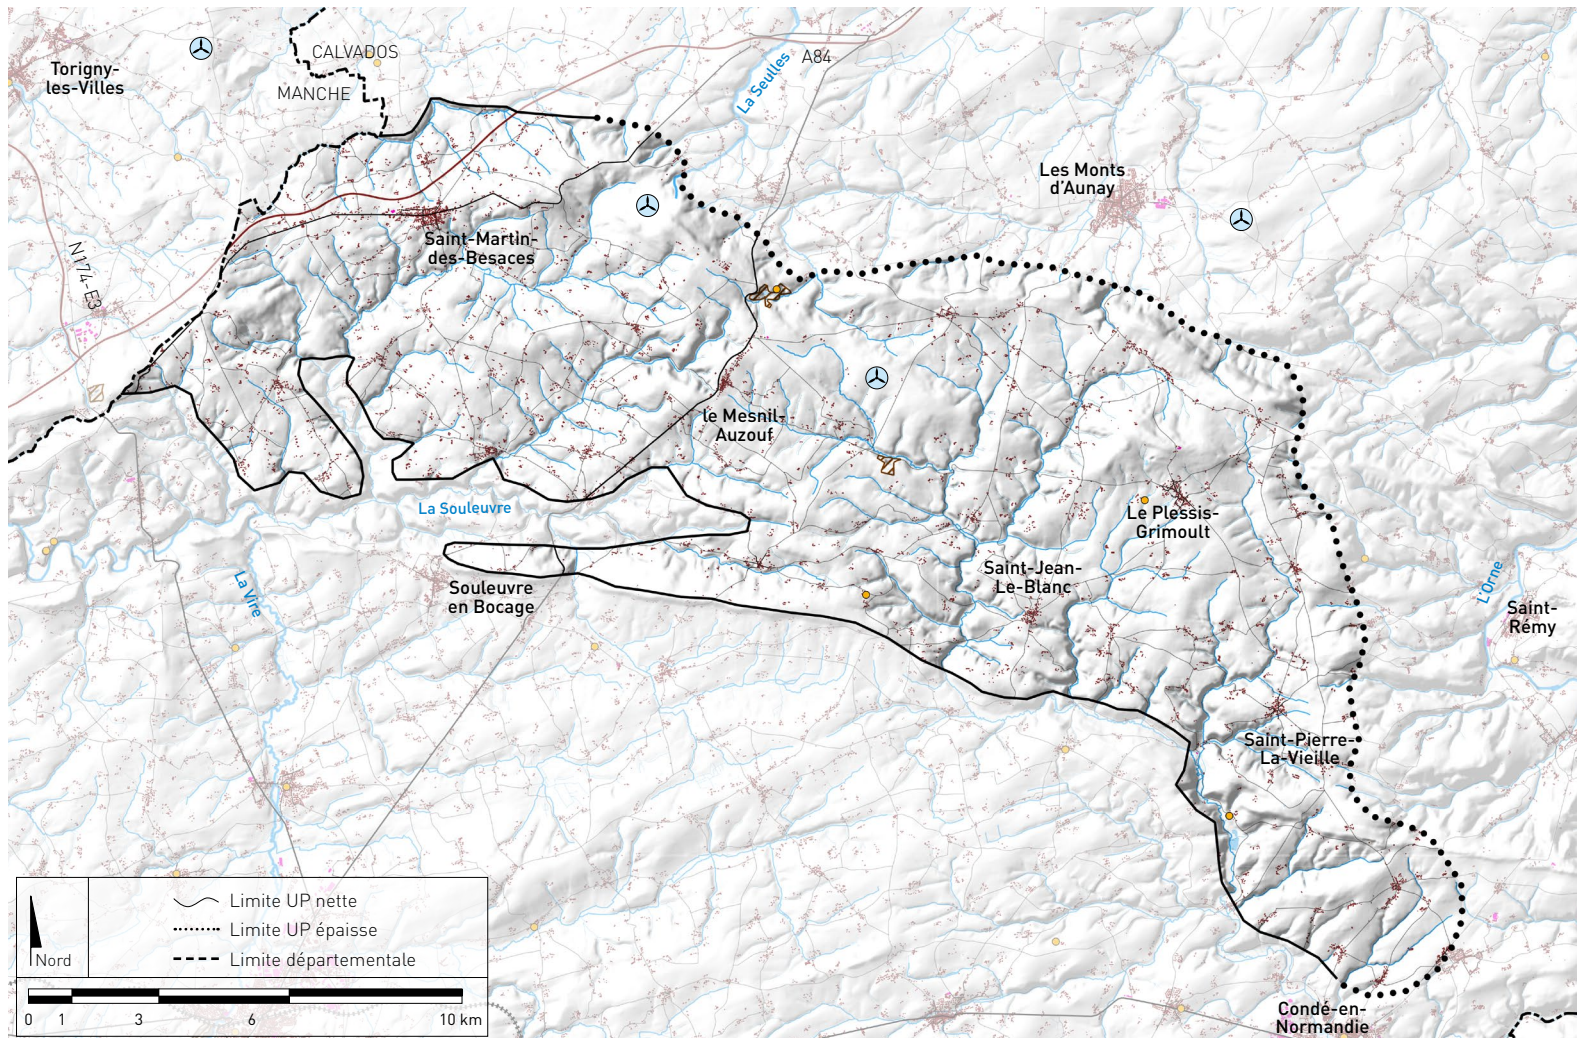 Torigny-
les-Villes
CALVADOS
MANCHE
A84
La Seulles
Les Monts
d'Aunay
N174-E3
Saint-Martin-
des-Besaces
le Mesnil-
Auzouf
La Souleuvre
Le Plessis-
Grimoult
Saint-Jean-
Le-Blanc
Souleuvre
en Bocage
La Vire
L'Orne
Saint-
Rémy
Saint-Pierre-
La-Vieille
Condé-en-
Normandie
Nord
Limite UP nette
Limite UP épaisse
Limite départementale
0 1 3 6 10 km